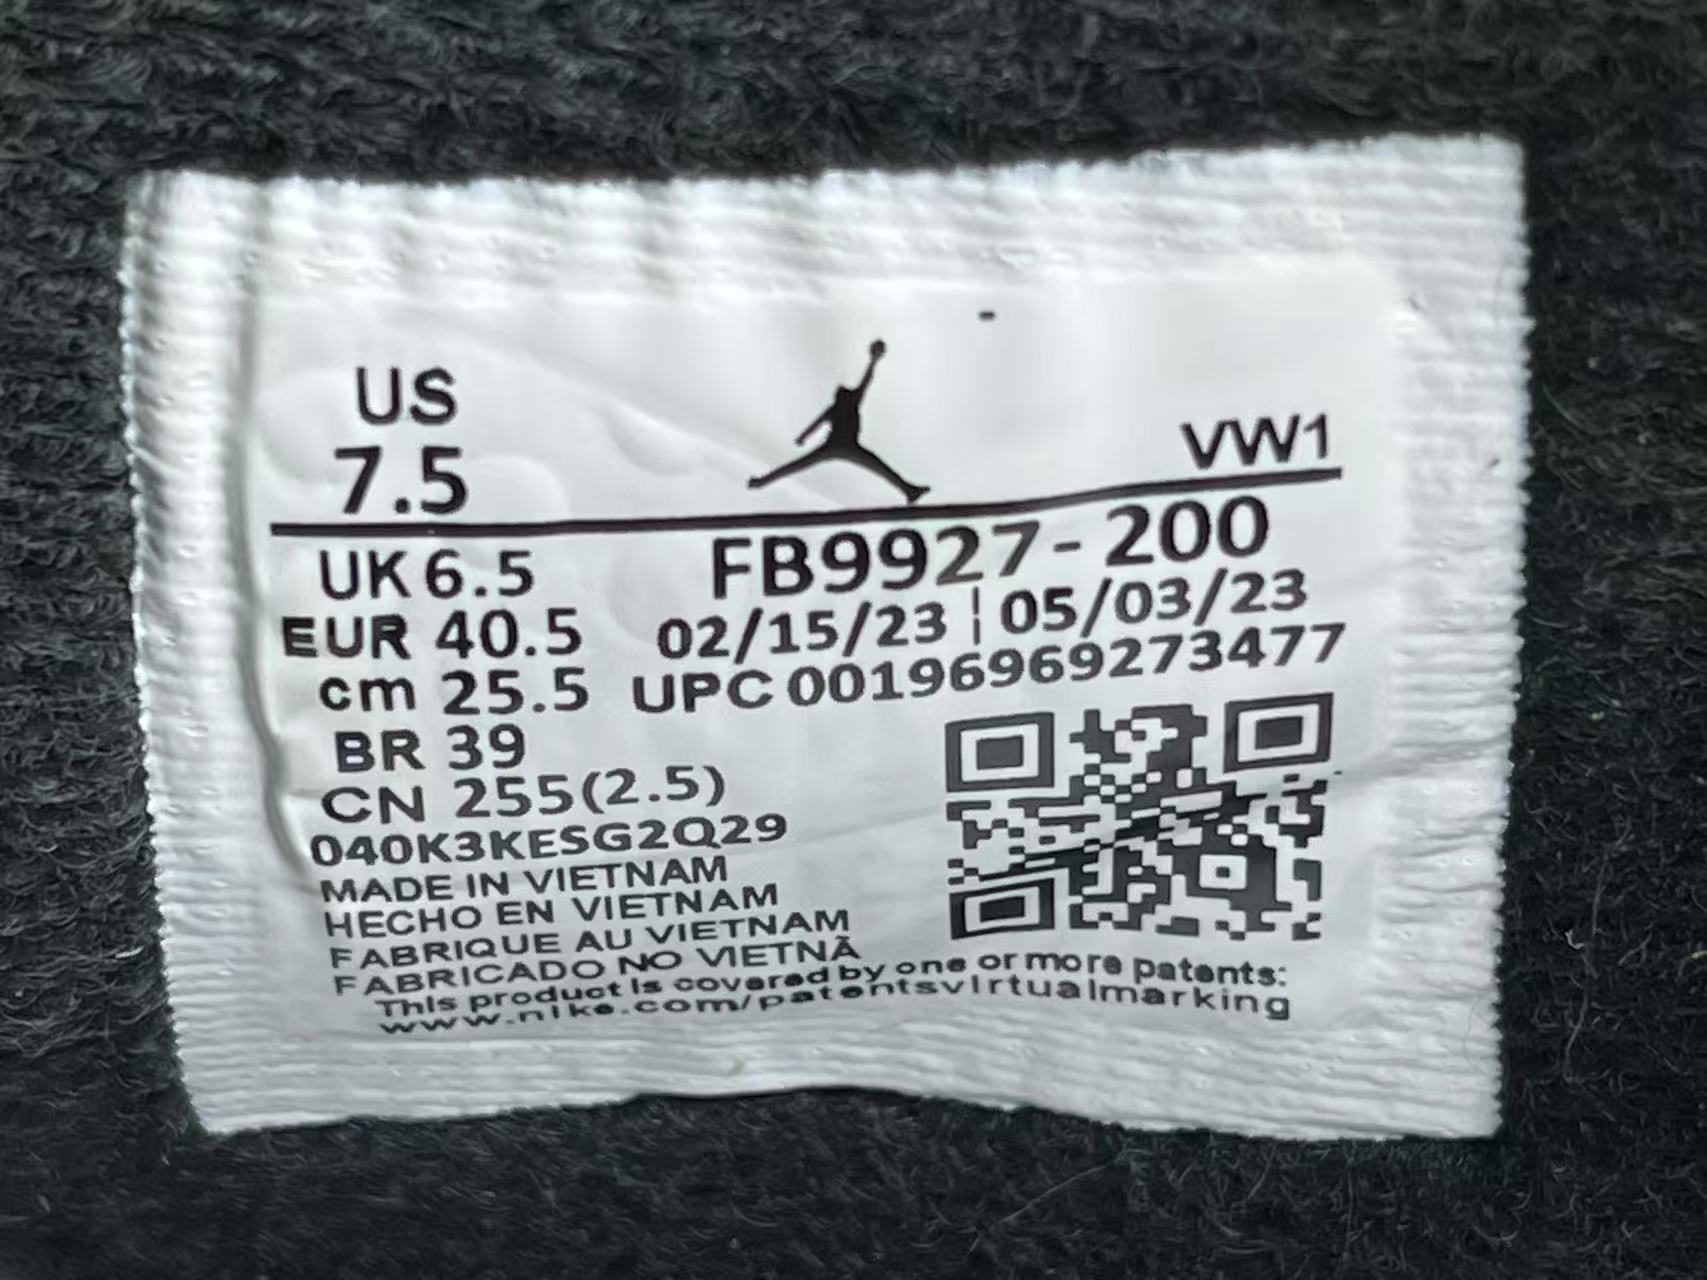 US
7.5
VW1
UK 6.5
FB9927-200
EUR 40.5
02/15/23 | 05/03/23
cm 25.5
UPC 00196969273477
BR 39
CN 255(2.5)
040K3KESG2Q29
MADE IN VIETNAM
HECHO EN VIETNAM
FABRIQUE AU VIETNAM
FABRICADO NO VIETNÃ
This product is covered by one or more patents:
www.nike.com/patentsvirtualmarking